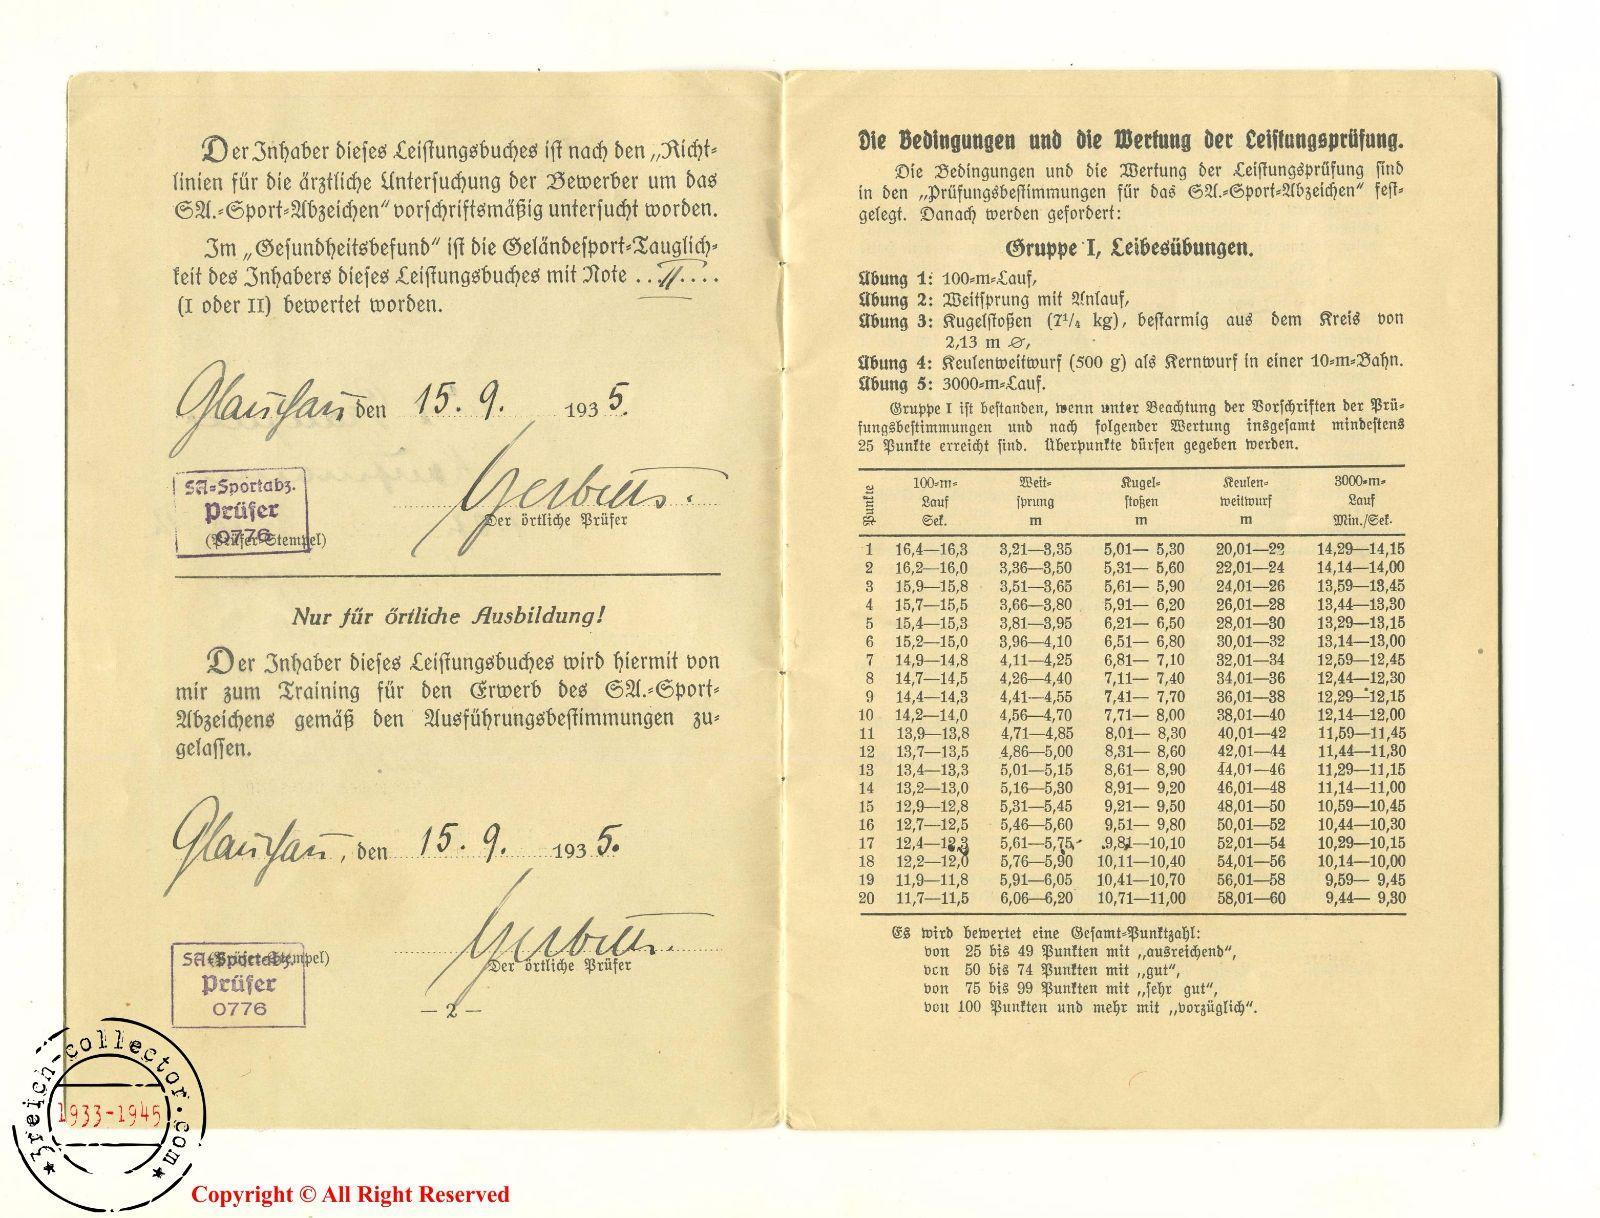 Der Inhaber dieses Leistungsbuches ist nach den „Richt-
linien für die ärztliche Untersuchung der Bewerber um das
SA.-Sport-Abzeichen“ vorschriftsmäßig untersucht worden.
Im „Gesundheitsbefund“ ist die Geländesport-Tauglich-
keit des Inhabers dieses Leistungsbuches mit Note ...II....
(I oder II) bewertet worden.
Glauchau den 15. 9. 1935.
SA-Sportabz.
Prüfer
0776
(Prüfer-Stempel)
Der örtliche Prüfer
Nur für örtliche Ausbildung!
Der Inhaber dieses Leistungsbuches wird hiermit von
mir zum Training für den Erwerb des SA.-Sport-
Abzeichens gemäß den Ausführungsbestimmungen zu-
gelassen.
Glauchau, den 15. 9. 1935.
SA-Sportabz.
(Prüfer-Stempel)
Prüfer
0776
Der örtliche Prüfer
— 2 —
Die Bedingungen und die Wertung der Leistungsprüfung.
Die Bedingungen und die Wertung der Leistungsprüfung sind
in den „Prüfungsbestimmungen für das SA.-Sport-Abzeichen“ fest-
gelegt. Danach werden gefordert:
Gruppe I, Leibesübungen.
Übung 1: 100-m-Lauf,
Übung 2: Weitsprung mit Anlauf,
Übung 3: Kugelstoßen (7¼ kg), bestarmig aus dem Kreis von
2,13 m ∅,
Übung 4: Keulenweitwurf (500 g) als Kernwurf in einer 10-m-Bahn.
Übung 5: 3000-m-Lauf.
Gruppe I ist bestanden, wenn unter Beachtung der Vorschriften der Prü-
fungsbestimmungen und nach folgender Wertung insgesamt mindestens
25 Punkte erreicht sind. Überpunkte dürfen gegeben werden.
Punkte 100-m-Lauf Sek. Weitsprung m Kugelstoßen m Keulenweitwurf m 3000-m-Lauf Min./Sek.
1 16,4—16,3 3,21—3,35 5,01— 5,30 20,01—22 14,29—14,15
2 16,2—16,0 3,36—3,50 5,31— 5,60 22,01—24 14,14—14,00
3 15,9—15,8 3,51—3,65 5,61— 5,90 24,01—26 13,59—13,45
4 15,7—15,5 3,66—3,80 5,91— 6,20 26,01—28 13,44—13,30
5 15,4—15,3 3,81—3,95 6,21— 6,50 28,01—30 13,29—13,15
6 15,2—15,0 3,96—4,10 6,51— 6,80 30,01—32 13,14—13,00
7 14,9—14,8 4,11—4,25 6,81— 7,10 32,01—34 12,59—12,45
8 14,7—14,5 4,26—4,40 7,11— 7,40 34,01—36 12,44—12,30
9 14,4—14,3 4,41—4,55 7,41— 7,70 36,01—38 12,29—12,15
10 14,2—14,0 4,56—4,70 7,71— 8,00 38,01—40 12,14—12,00
11 13,9—13,8 4,71—4,85 8,01— 8,30 40,01—42 11,59—11,45
12 13,7—13,5 4,86—5,00 8,31— 8,60 42,01—44 11,44—11,30
13 13,4—13,3 5,01—5,15 8,61— 8,90 44,01—46 11,29—11,15
14 13,2—13,0 5,16—5,30 8,91— 9,20 46,01—48 11,14—11,00
15 12,9—12,8 5,31—5,45 9,21— 9,50 48,01—50 10,59—10,45
16 12,7—12,5 5,46—5,60 9,51— 9,80 50,01—52 10,44—10,30
17 12,4—12,3 5,61—5,75 9,81—10,10 52,01—54 10,29—10,15
18 12,2—12,0 5,76—5,90 10,11—10,40 54,01—56 10,14—10,00
19 11,9—11,8 5,91—6,05 10,41—10,70 56,01—58 9,59— 9,45
20 11,7—11,5 6,06—6,20 10,71—11,00 58,01—60 9,44— 9,30
Es wird bewertet eine Gesamt-Punktzahl:
von 25 bis 49 Punkten mit „ausreichend“,
von 50 bis 74 Punkten mit „gut“,
von 75 bis 99 Punkten mit „sehr gut“,
von 100 Punkten und mehr mit „vorzüglich“.
3reich-collector.com
1933-1945
Copyright © All Right Reserved